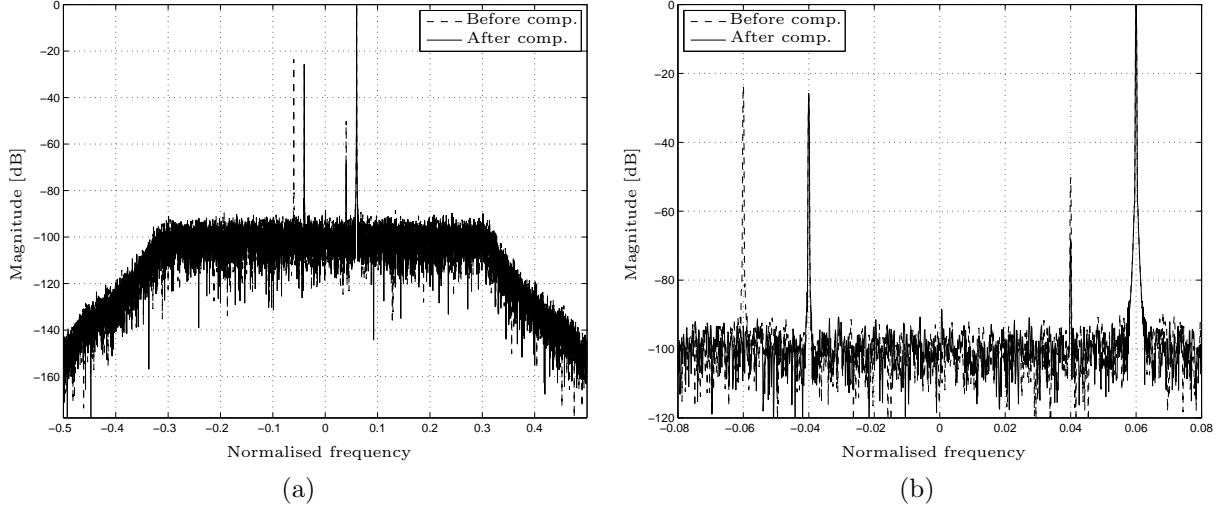 Before comp.
After comp.
0
−20
−40
−60
−80
−100
−120
−140
−160
Magnitude [dB]
−0.5 −0.4 −0.3 −0.2 −0.1 0 0.1 0.2 0.3 0.4
Normalised frequency
(a)
Before comp.
After comp.
0
−20
−40
−60
−80
−100
−120
Magnitude [dB]
−0.08 −0.06 −0.04 −0.02 0 0.02 0.04 0.06 0.08
Normalised frequency
(b)